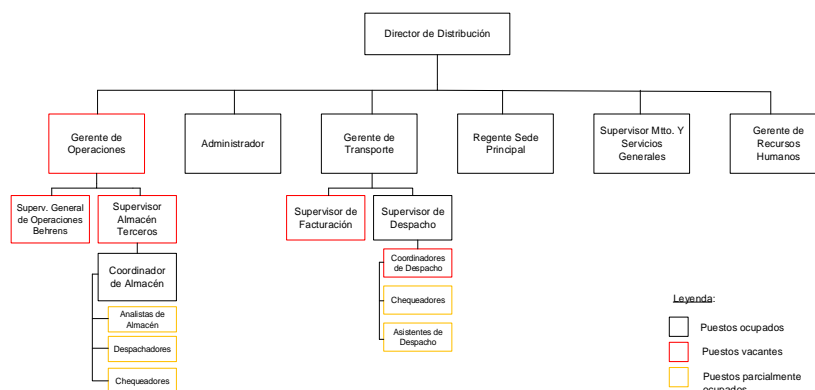 Director de Distribución
Gerente de
Operaciones
Administrador
Gerente de
Transporte
Regente Sede
Principal
Supervisor Mtto. Y
Servicios
Generales
Gerente de
Recursos
Humanos
Superv. General
de Operaciones
Behrens
Supervisor
Almacén
Terceros
Supervisor de
Facturación
Supervisor de
Despacho
Coordinador
de Almacén
Coordinadores
de Despacho
Analistas de
Almacén
Chequeadores
Despachadores
Asistentes de
Despacho
Chequeadores
Leyenda:
Puestos ocupados
Puestos vacantes
Puestos parcialmente
ocupados